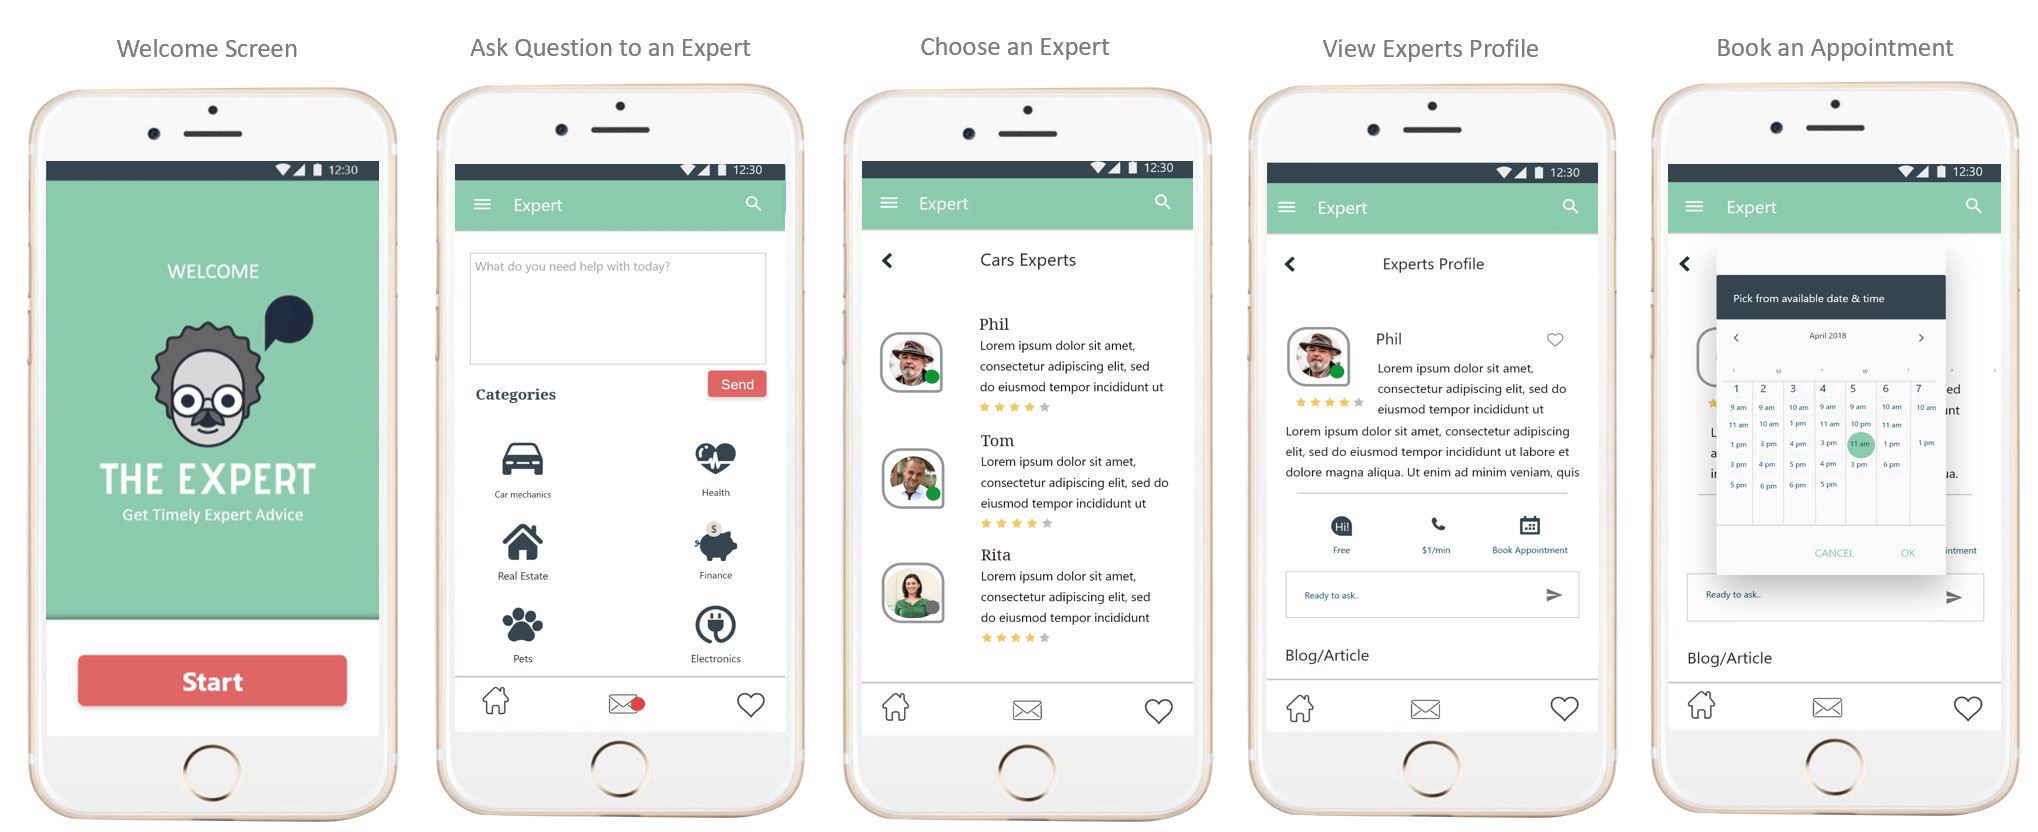 Welcome Screen
12:30
WELCOME
THE EXPERT
Get Timely Expert Advice
Start
Ask Question to an Expert
12:30
Expert
What do you need help with today?
Send
Categories
Car mechanics
Health
Real Estate
$
Finance
Pets
Electronics
Choose an Expert
12:30
Expert
Cars Experts
Phil
Lorem ipsum dolor sit amet,
consectetur adipiscing elit, sed
do eiusmod tempor incididunt ut
Tom
Lorem ipsum dolor sit amet,
consectetur adipiscing elit, sed do
eiusmod tempor incididunt ut
Rita
Lorem ipsum dolor sit amet,
consectetur adipiscing elit, sed
do eiusmod tempor incididunt
View Experts Profile
12:30
Expert
Experts Profile
Phil
Lorem ipsum dolor sit amet,
consectetur adipiscing elit, sed do
eiusmod tempor incididunt ut
Lorem ipsum dolor sit amet, consectetur adipiscing
elit, sed do eiusmod tempor incididunt ut labore et
dolore magna aliqua. Ut enim ad minim veniam, quis
Hi!
Free
$1/min
Book Appointment
Ready to ask..
Blog/Article
Book an Appointment
12:30
Expert
Pick from available date & time
April 2018
M W
1 2 3 4 5 6 7
9 am 9 am 10 am 9 am 9 am 10 am 10 am
11 am 10 am 1 pm 11 am 10 pm 11 am
1 pm 3 pm 4 pm 3 pm 11 am 1 pm 1 pm
3 pm 4 pm 5 pm 4 pm 3 pm 6 pm
5 pm 6 pm 6 pm 5 pm
CANCEL OK
intment
Ready to ask..
Blog/Article